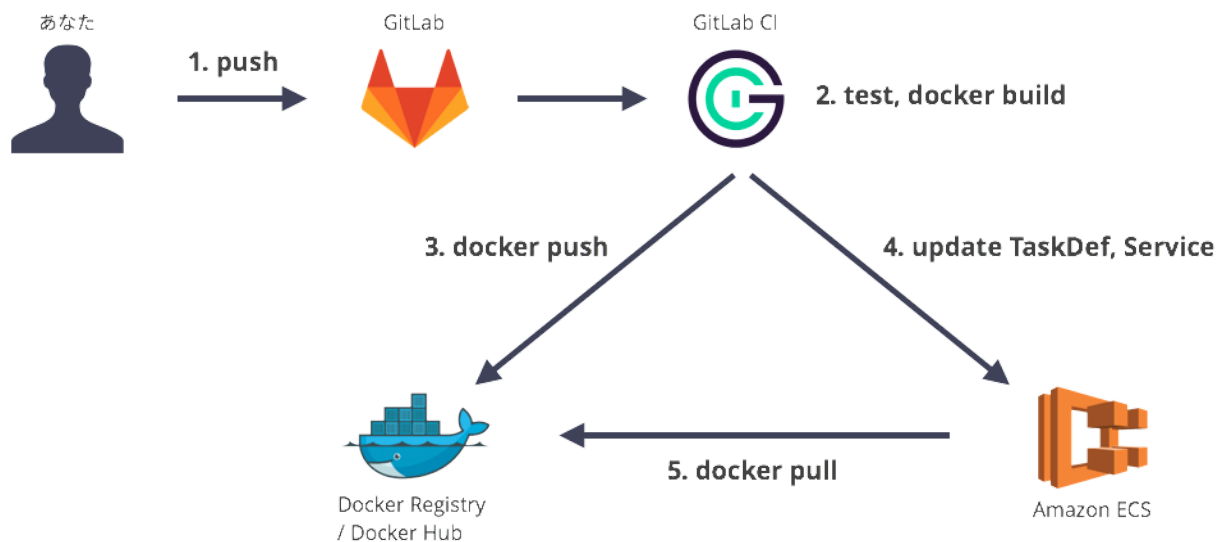 あなた
GitLab
GitLab CI
1. push
2. test, docker build
3. docker push
4. update TaskDef, Service
5. docker pull
Docker Registry
/ Docker Hub
Amazon ECS